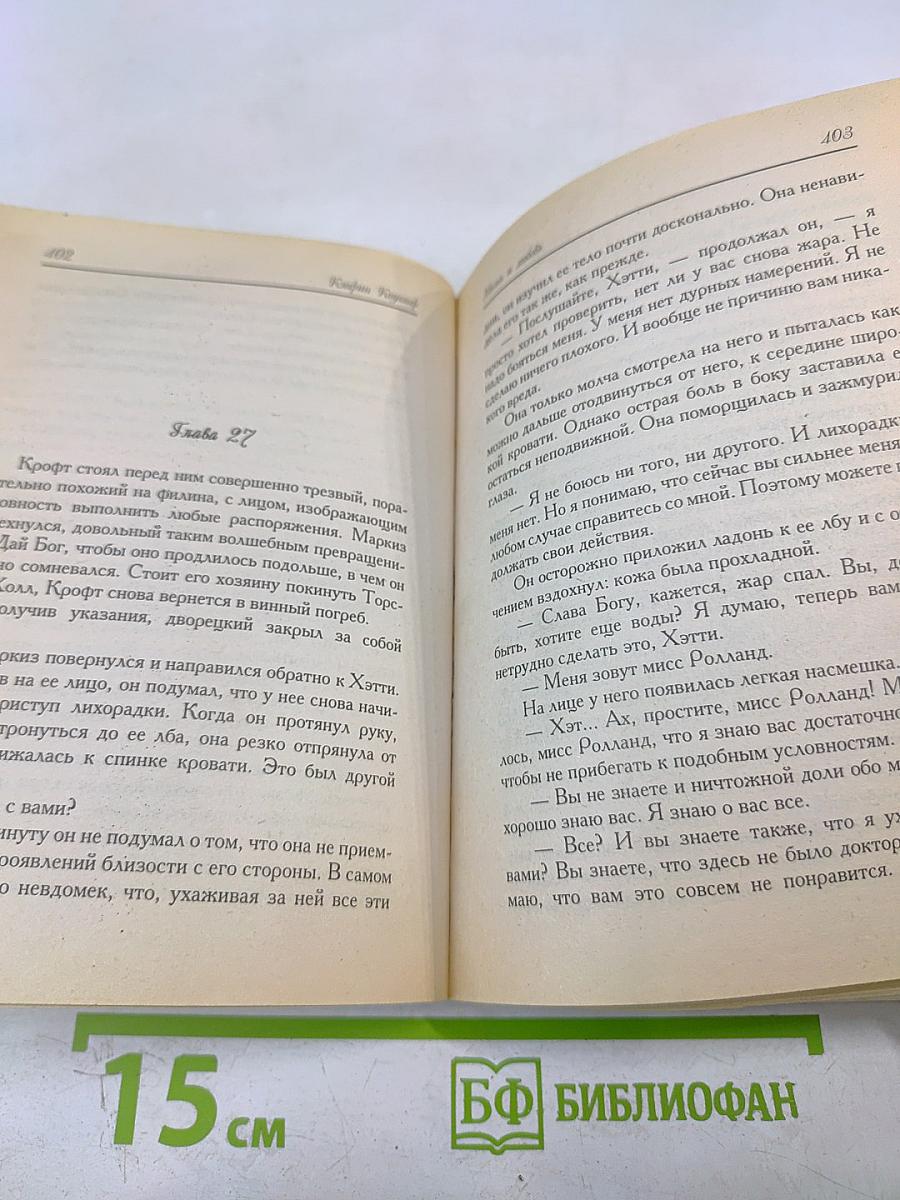 402
Кэтрин Коултер
Глава 27
Крофт стоял перед ним совершенно трезвый, пора-
тельно похожий на филина, с лицом, изображающим
овность выполнить любые распоряжения. Маркиз
ехнулся, довольный таким волшебным превращени-
Дай Бог, чтобы оно продлилось подольше, в чем он
но сомневался. Стоит его хозяину покинуть Торс-
Холл, Крофт снова вернется в винный погреб.
олучив указания, дворецкий закрыл за собой
ркиз повернулся и направился обратно к Хэтти.
в на ее лицо, он подумал, что у нее снова начи-
риступ лихорадки. Когда он протянул руку,
тронуться до ее лба, она резко отпрянула от
ижалась к спинке кровати. Это был другой
с вами?
инуту он не подумал о том, что она не прием-
роявлений близости с его стороны. В самом
о невдомек, что, ухаживая за ней все эти
403
дни, он изучил ее тело почти досконально. Она ненави-
дела его так же, как прежде.
— Послушайте, Хэтти, — продолжал он, — я
просто хотел проверить, нет ли у вас снова жара. Не
надо бояться меня. У меня нет дурных намерений. Я не
сделаю ничего плохого. И вообще не причиню вам ника-
кого вреда.
Она только молча смотрела на него и пыталась как
можно дальше отодвинуться от него, к середине широ-
кой кровати. Однако острая боль в боку заставила е
остаться неподвижной. Она поморщилась и зажмурил
глаза.
— Я не боюсь ни того, ни другого. И лихорадки
меня нет. Но я понимаю, что сейчас вы сильнее меня
любом случае справитесь со мной. Поэтому можете п
должать свои действия.
Он осторожно приложил ладонь к ее лбу и с о
чением вздохнул: кожа была прохладной.
— Слава Богу, кажется, жар спал. Вы, до
быть, хотите еще воды? Я думаю, теперь вам
нетрудно сделать это, Хэтти.
— Меня зовут мисс Ролланд.
На лице у него появилась легкая насмешка.
— Хэт... Ах, простите, мисс Ролланд! М
лось, мисс Ролланд, что я знаю вас достаточно
чтобы не прибегать к подобным условностям.
— Вы не знаете и ничтожной доли обо м
хорошо знаю вас. Я знаю о вас все.
— Все? И вы знаете также, что я ух
вами? Вы знаете, что здесь не было доктор
маю, что вам это совсем не понравится.
15 см
БФ БИБЛИОФАН